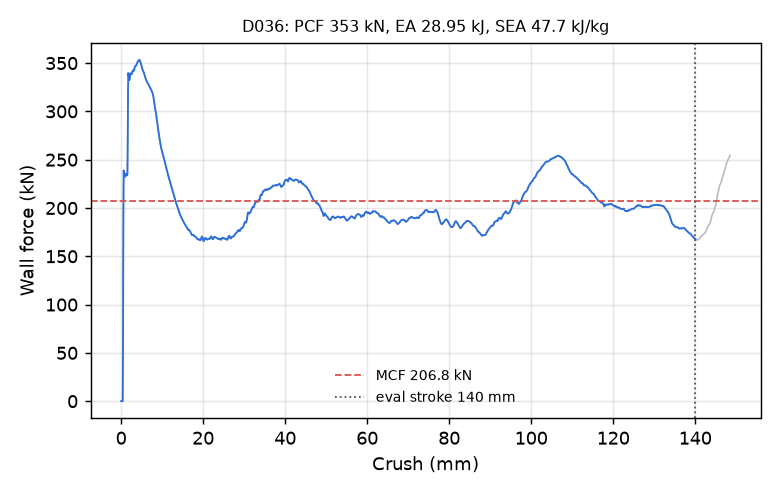 D036: PCF 353 kN, EA 28.95 kJ, SEA 47.7 kJ/kg
Wall force (kN)
350
300
250
200
150
100
50
0
MCF 206.8 kN
eval stroke 140 mm
0 20 40 60 80 100 120 140
Crush (mm)